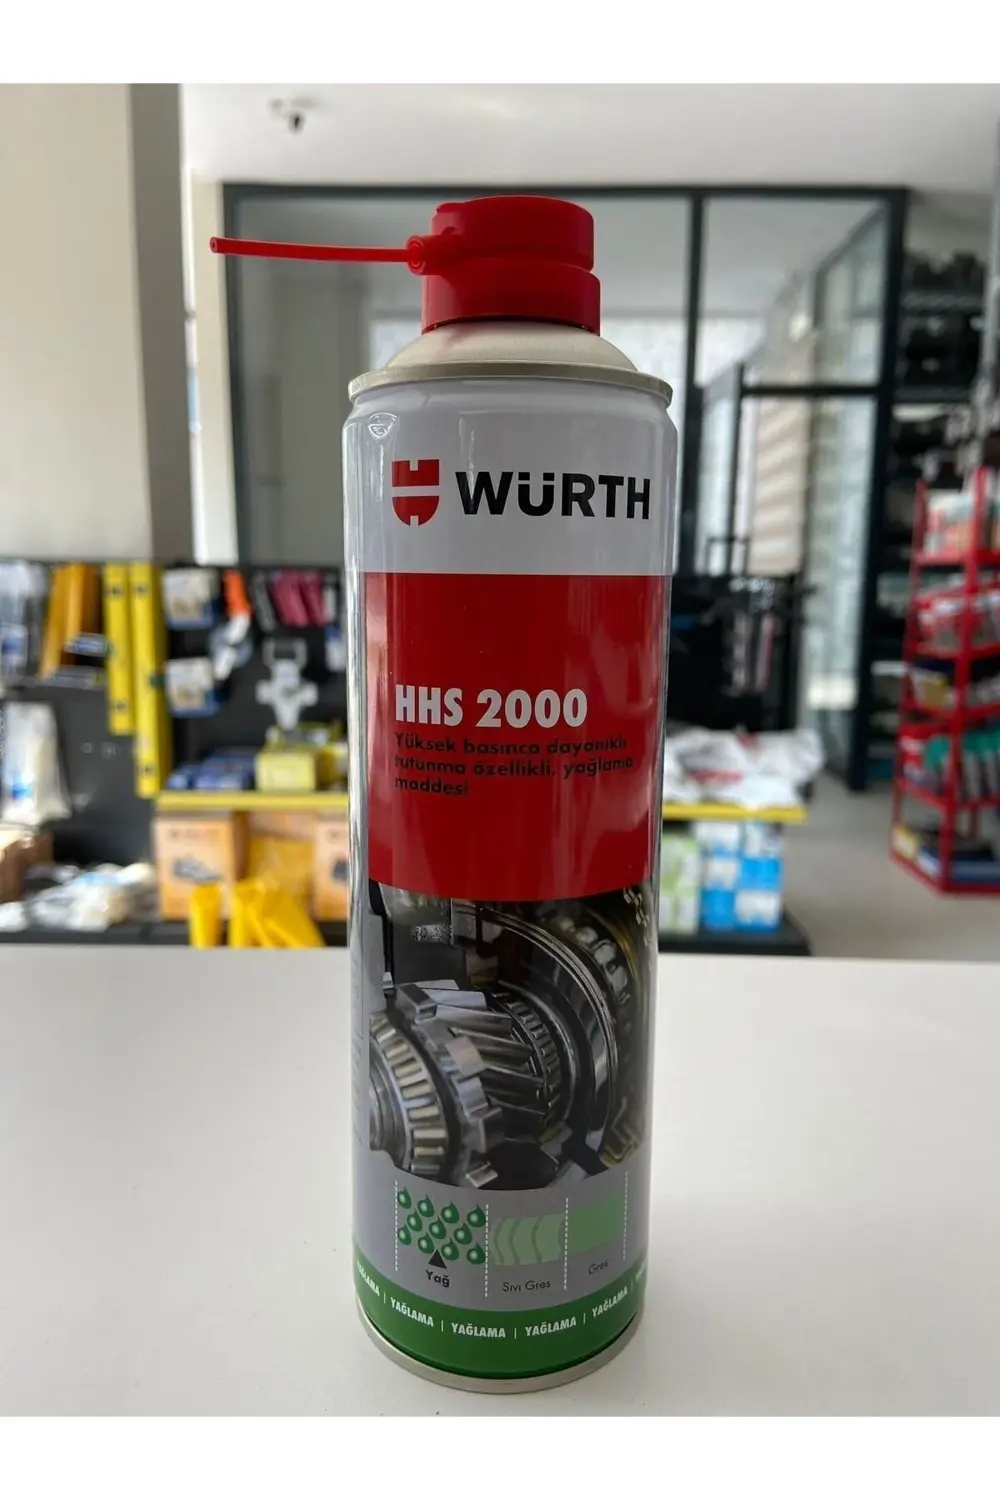 WÜRTH
HHS 2000
Yüksek basınca dayanıklı
tutunma özellikli, yağlama
maddesi
Yağ
Sıvı Gres
Gres
YAĞLAMA | YAĞLAMA | YAĞLAMA | YAĞLAMA | YAĞLAMA